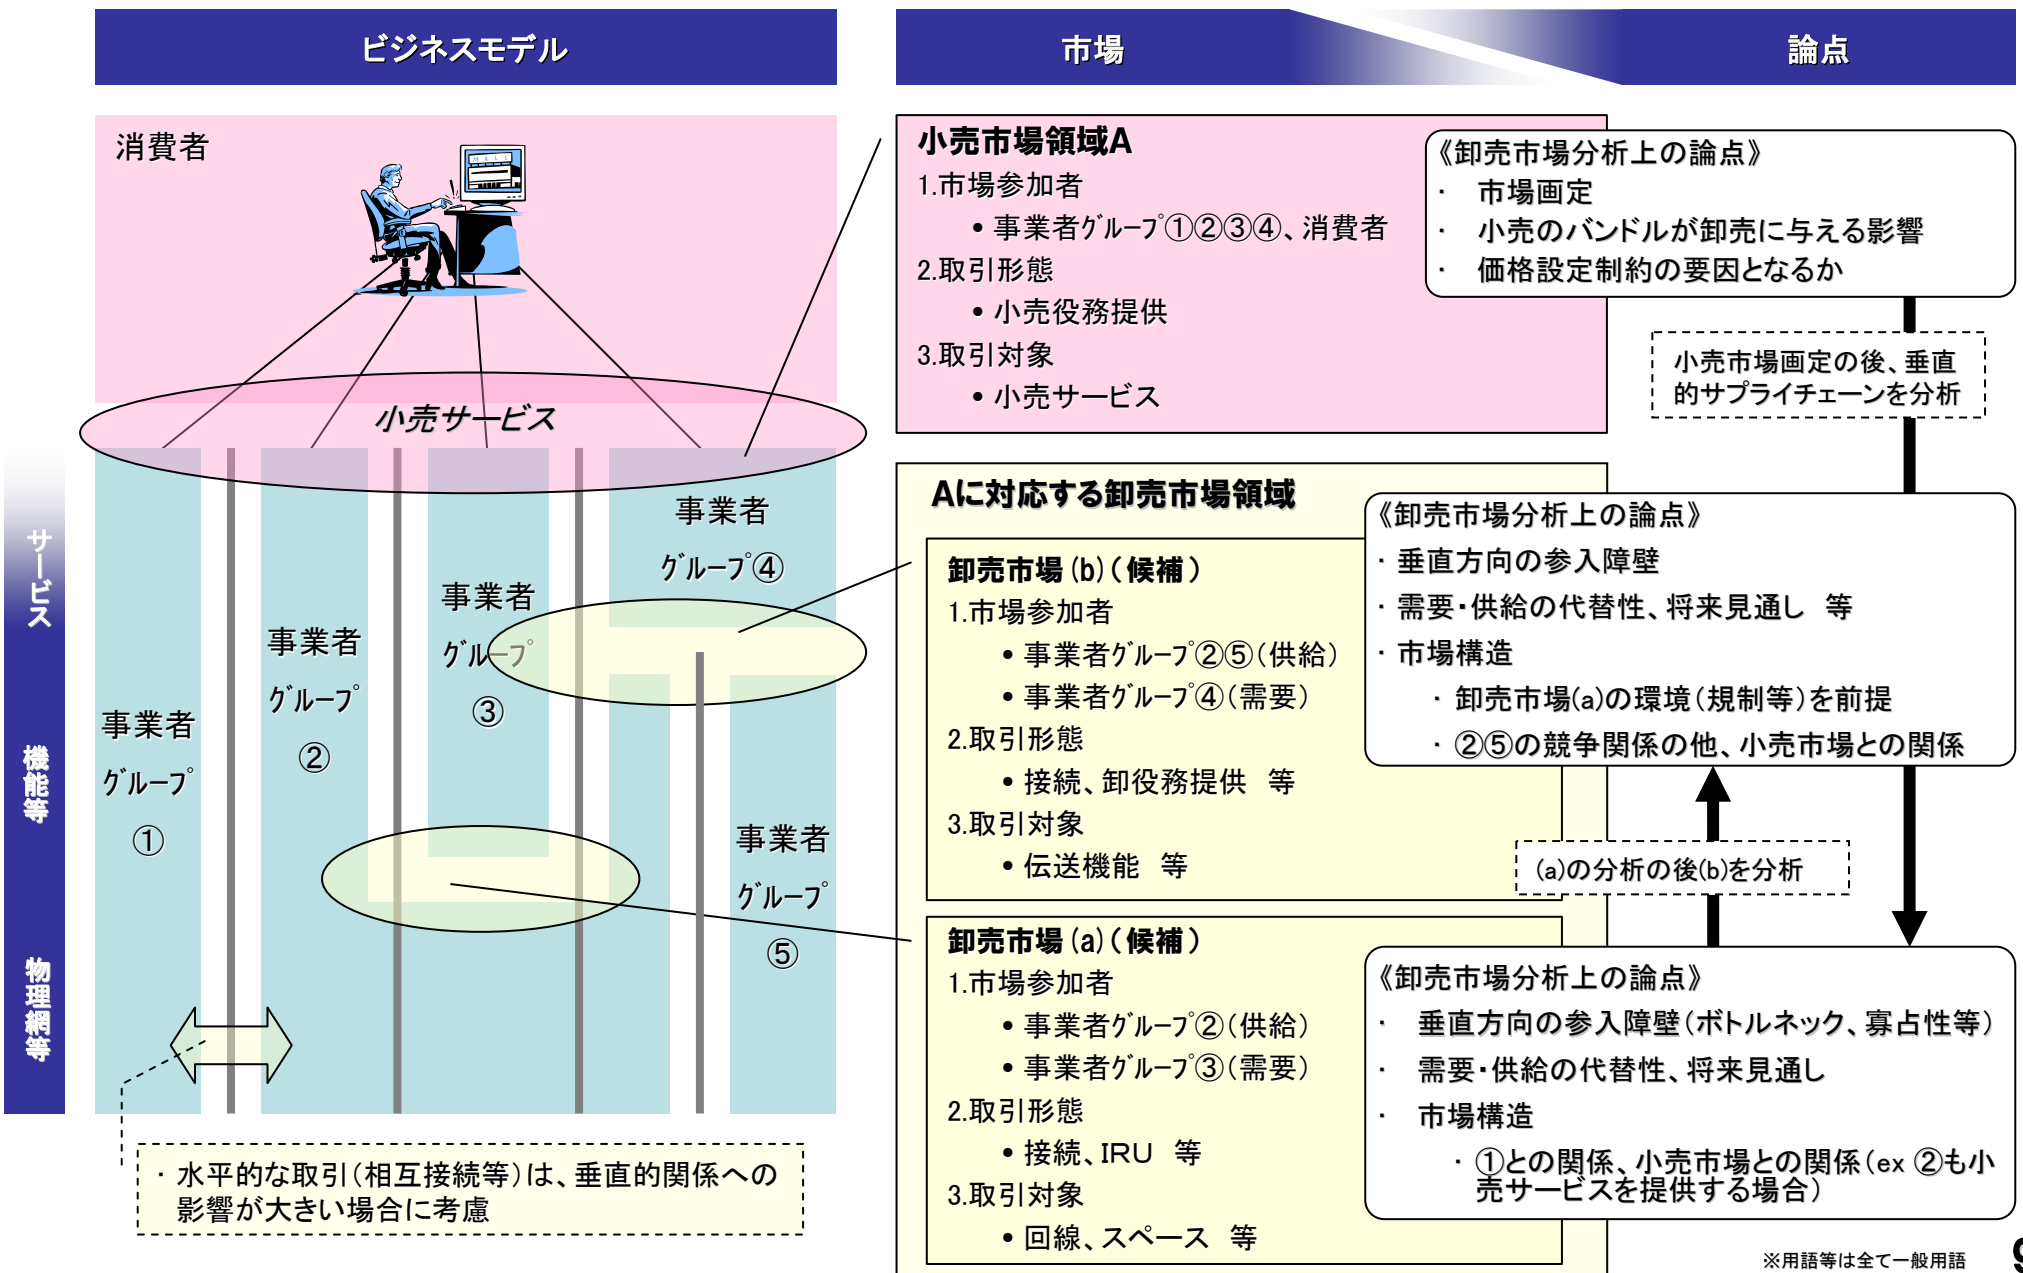 ビジネスモデル
市場
論点
消費者
小売サービス
サービス
機能等
物理網等
事業者
グループ
①
事業者
グループ
②
事業者
グループ
③
事業者
グループ④
事業者
グループ
⑤
・水平的な取引（相互接続等）は、垂直的関係への
影響が大きい場合に考慮
小売市場領域A
1.市場参加者
• 事業者グループ①②③④、消費者
2.取引形態
• 小売役務提供
3.取引対象
• 小売サービス
《卸売市場分析上の論点》
・ 市場画定
・ 小売のバンドルが卸売に与える影響
・ 価格設定制約の要因となるか
小売市場画定の後、垂直
的サプライチェーンを分析
Aに対応する卸売市場領域
卸売市場(b)（候補）
1.市場参加者
• 事業者グループ②⑤（供給）
• 事業者グループ④（需要）
2.取引形態
• 接続、卸役務提供 等
3.取引対象
• 伝送機能 等
《卸売市場分析上の論点》
・垂直方向の参入障壁
・需要・供給の代替性、将来見通し 等
・市場構造
・卸売市場(a)の環境（規制等）を前提
・②⑤の競争関係の他、小売市場との関係
(a)の分析の後(b)を分析
卸売市場(a)（候補）
1.市場参加者
• 事業者グループ②（供給）
• 事業者グループ③（需要）
2.取引形態
• 接続、IRU 等
3.取引対象
• 回線、スペース 等
《卸売市場分析上の論点》
・ 垂直方向の参入障壁（ボトルネック、寡占性等）
・ 需要・供給の代替性、将来見通し
・ 市場構造
・①との関係、小売市場との関係（ex ②も小
売サービスを提供する場合）
※用語等は全て一般用語